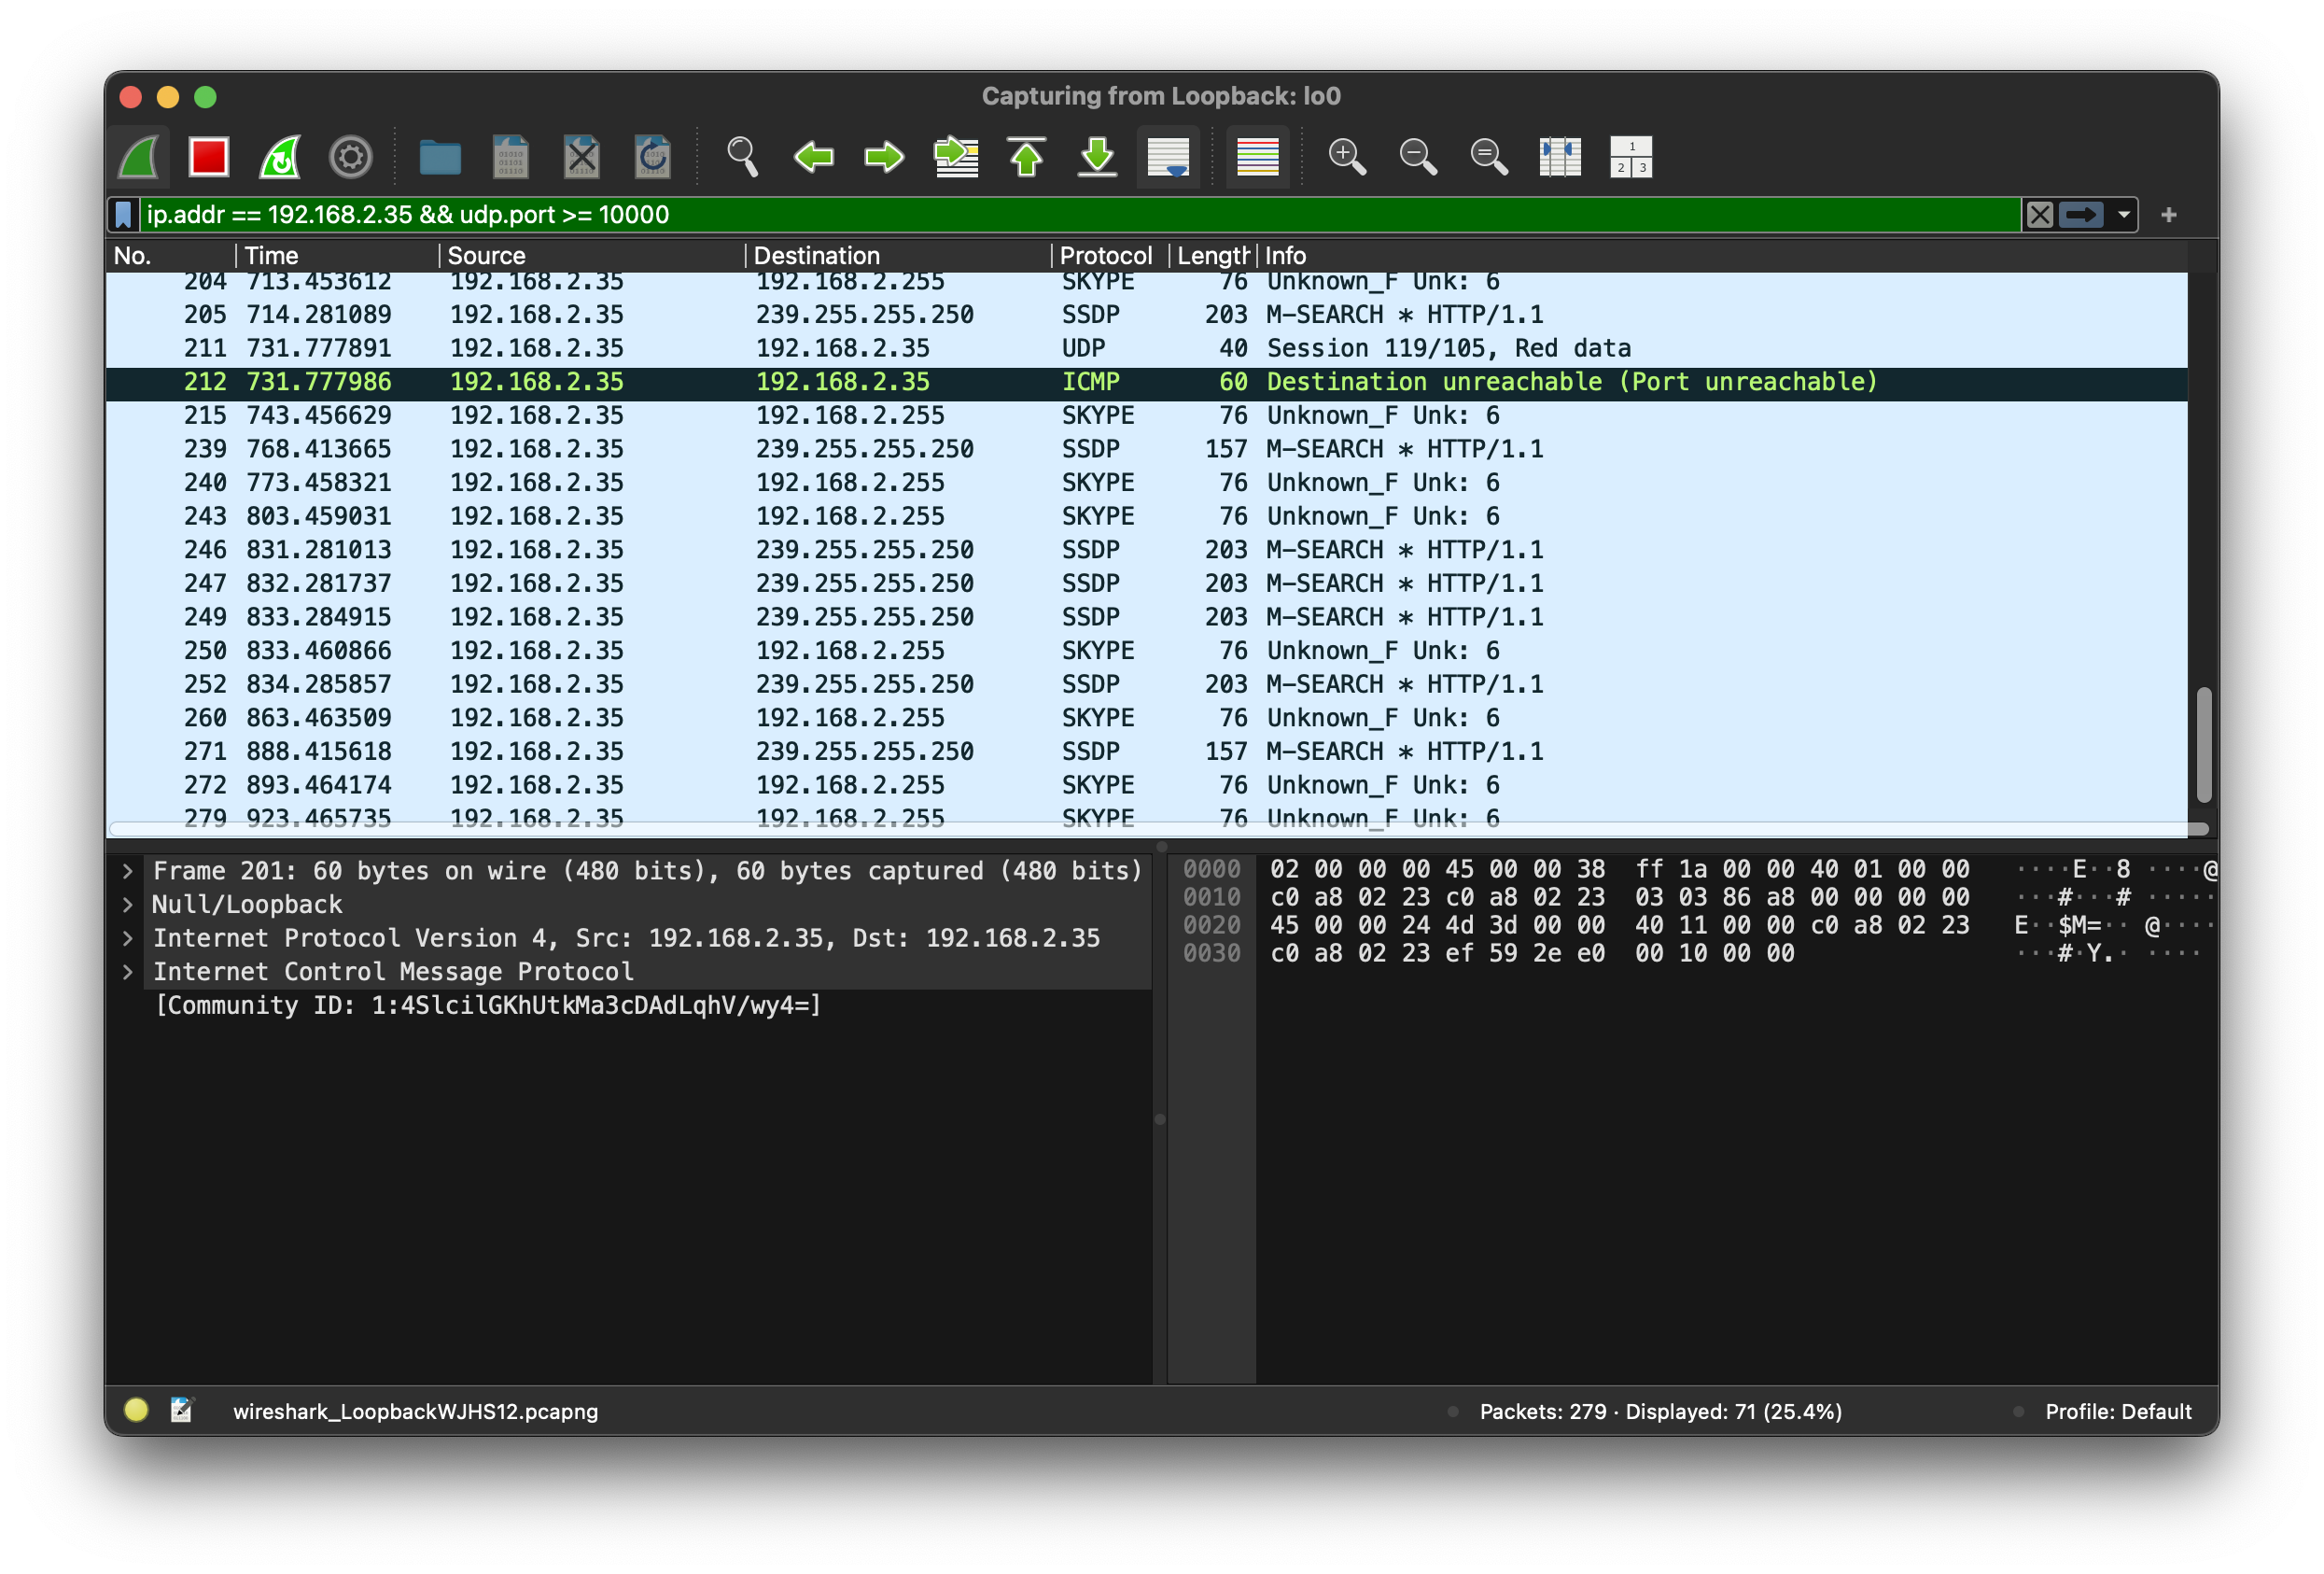 Capturing from Loopback: lo0
ip.addr == 192.168.2.35 && udp.port >= 10000
No. Time Source Destination Protocol Length Info
204 713.453612 192.168.2.35 192.168.2.255 SKYPE 76 Unknown_F Unk: 6
205 714.281089 192.168.2.35 239.255.255.250 SSDP 203 M-SEARCH * HTTP/1.1
211 731.777891 192.168.2.35 192.168.2.35 UDP 40 Session 119/105, Red data
212 731.777986 192.168.2.35 192.168.2.35 ICMP 60 Destination unreachable (Port unreachable)
215 743.456629 192.168.2.35 192.168.2.255 SKYPE 76 Unknown_F Unk: 6
239 768.413665 192.168.2.35 239.255.255.250 SSDP 157 M-SEARCH * HTTP/1.1
240 773.458321 192.168.2.35 192.168.2.255 SKYPE 76 Unknown_F Unk: 6
243 803.459031 192.168.2.35 192.168.2.255 SKYPE 76 Unknown_F Unk: 6
246 831.281013 192.168.2.35 239.255.255.250 SSDP 203 M-SEARCH * HTTP/1.1
247 832.281737 192.168.2.35 239.255.255.250 SSDP 203 M-SEARCH * HTTP/1.1
249 833.284915 192.168.2.35 239.255.255.250 SSDP 203 M-SEARCH * HTTP/1.1
250 833.460866 192.168.2.35 192.168.2.255 SKYPE 76 Unknown_F Unk: 6
252 834.285857 192.168.2.35 239.255.255.250 SSDP 203 M-SEARCH * HTTP/1.1
260 863.463509 192.168.2.35 192.168.2.255 SKYPE 76 Unknown_F Unk: 6
271 888.415618 192.168.2.35 239.255.255.250 SSDP 157 M-SEARCH * HTTP/1.1
272 893.464174 192.168.2.35 192.168.2.255 SKYPE 76 Unknown_F Unk: 6
279 923.465735 192.168.2.35 192.168.2.255 SKYPE 76 Unknown_F Unk: 6
Frame 201: 60 bytes on wire (480 bits), 60 bytes captured (480 bits)
Null/Loopback
Internet Protocol Version 4, Src: 192.168.2.35, Dst: 192.168.2.35
Internet Control Message Protocol
[Community ID: 1:4SlcilGKhUtkMa3cDAdLqhV/wy4=]
0000 02 00 00 00 45 00 00 38 ff 1a 00 00 40 01 00 00 ····E··8 ····@
0010 c0 a8 02 23 c0 a8 02 23 03 03 86 a8 00 00 00 00 ···#···# ·····
0020 45 00 00 24 4d 3d 00 00 40 11 00 00 c0 a8 02 23 E··$M=·· @····
0030 c0 a8 02 23 ef 59 2e e0 00 10 00 00 ···#·Y.· ····
wireshark_LoopbackWJHS12.pcapng
Packets: 279 · Displayed: 71 (25.4%)
Profile: Default